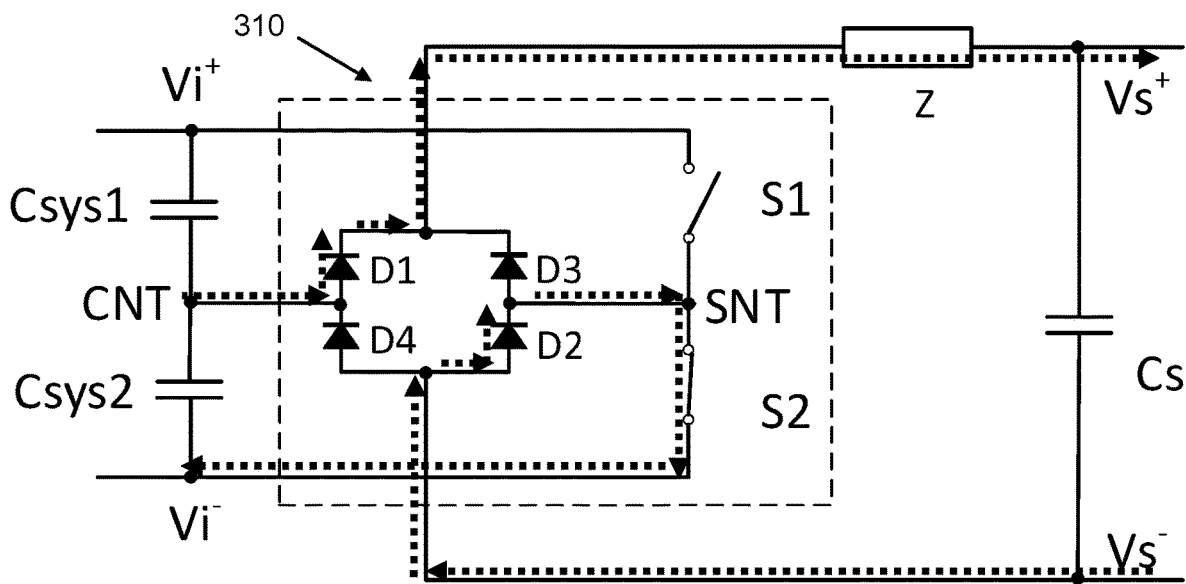 310
Vi+
Vs+
Z
Csys1
S1
D1
D3
CNT
SNT
D4
D2
Csys2
Cs
S2
Vi-
Vs-